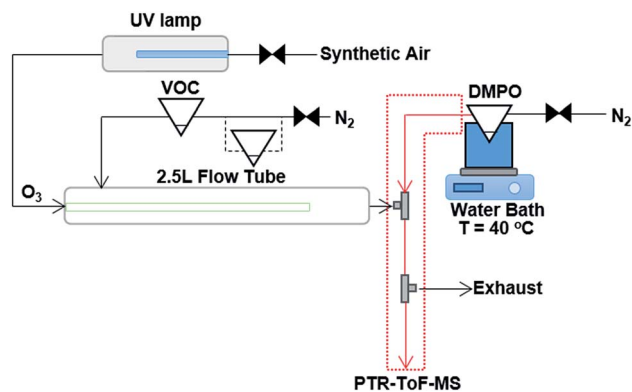 UV lamp
Synthetic Air
VOC
N₂
DMPO
N₂
2.5L Flow Tube
O₃
Water Bath
T = 40 °C
Exhaust
PTR-ToF-MS